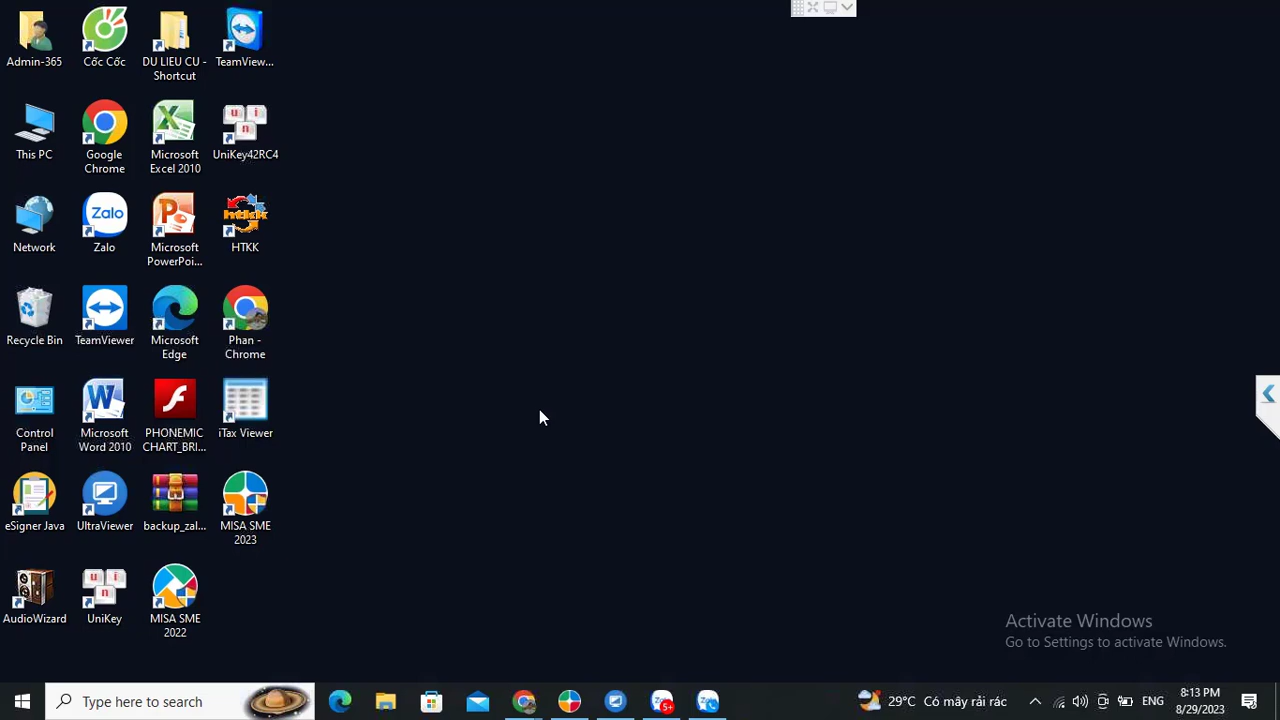 Admin-365
Cốc Cốc
DU LIEU CU -
Shortcut
TeamView...
This PC
Google
Chrome
Microsoft
Excel 2010
UniKey42RC4
Network
Zalo
Zalo
Microsoft
PowerPoi...
htkk
HTKK
Recycle Bin
TeamViewer
Microsoft
Edge
Phan -
Chrome
Control
Panel
Microsoft
Word 2010
PHONEMIC
CHART_BRI...
iTax Viewer
eSigner Java
UltraViewer
backup_zal...
MISA SME
2023
AudioWizard
UniKey
MISA SME
2022
Activate Windows
Go to Settings to activate Windows.
Type here to search
5+
29°C Có mây rải rác
ENG
8:13 PM
8/29/2023